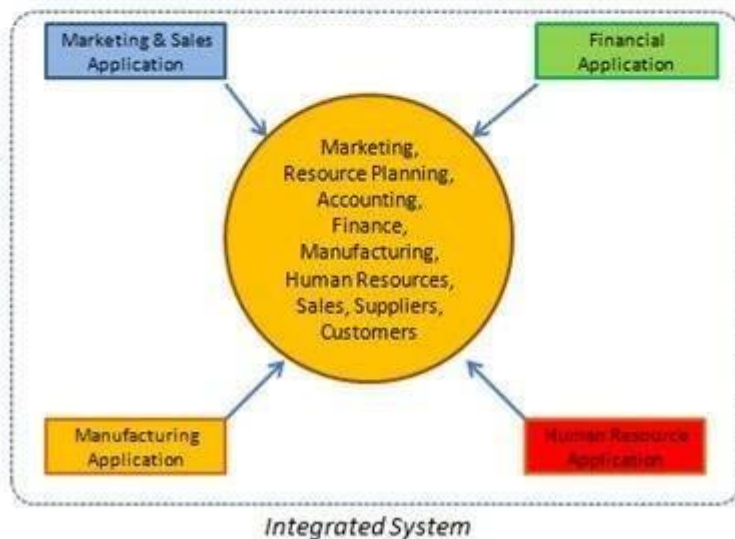 Marketing & Sales
Application
Financial
Application
Marketing,
Resource Planning,
Accounting,
Finance,
Manufacturing,
Human Resources,
Sales, Suppliers,
Customers
Manufacturing
Application
Human Resource
Application
Integrated System